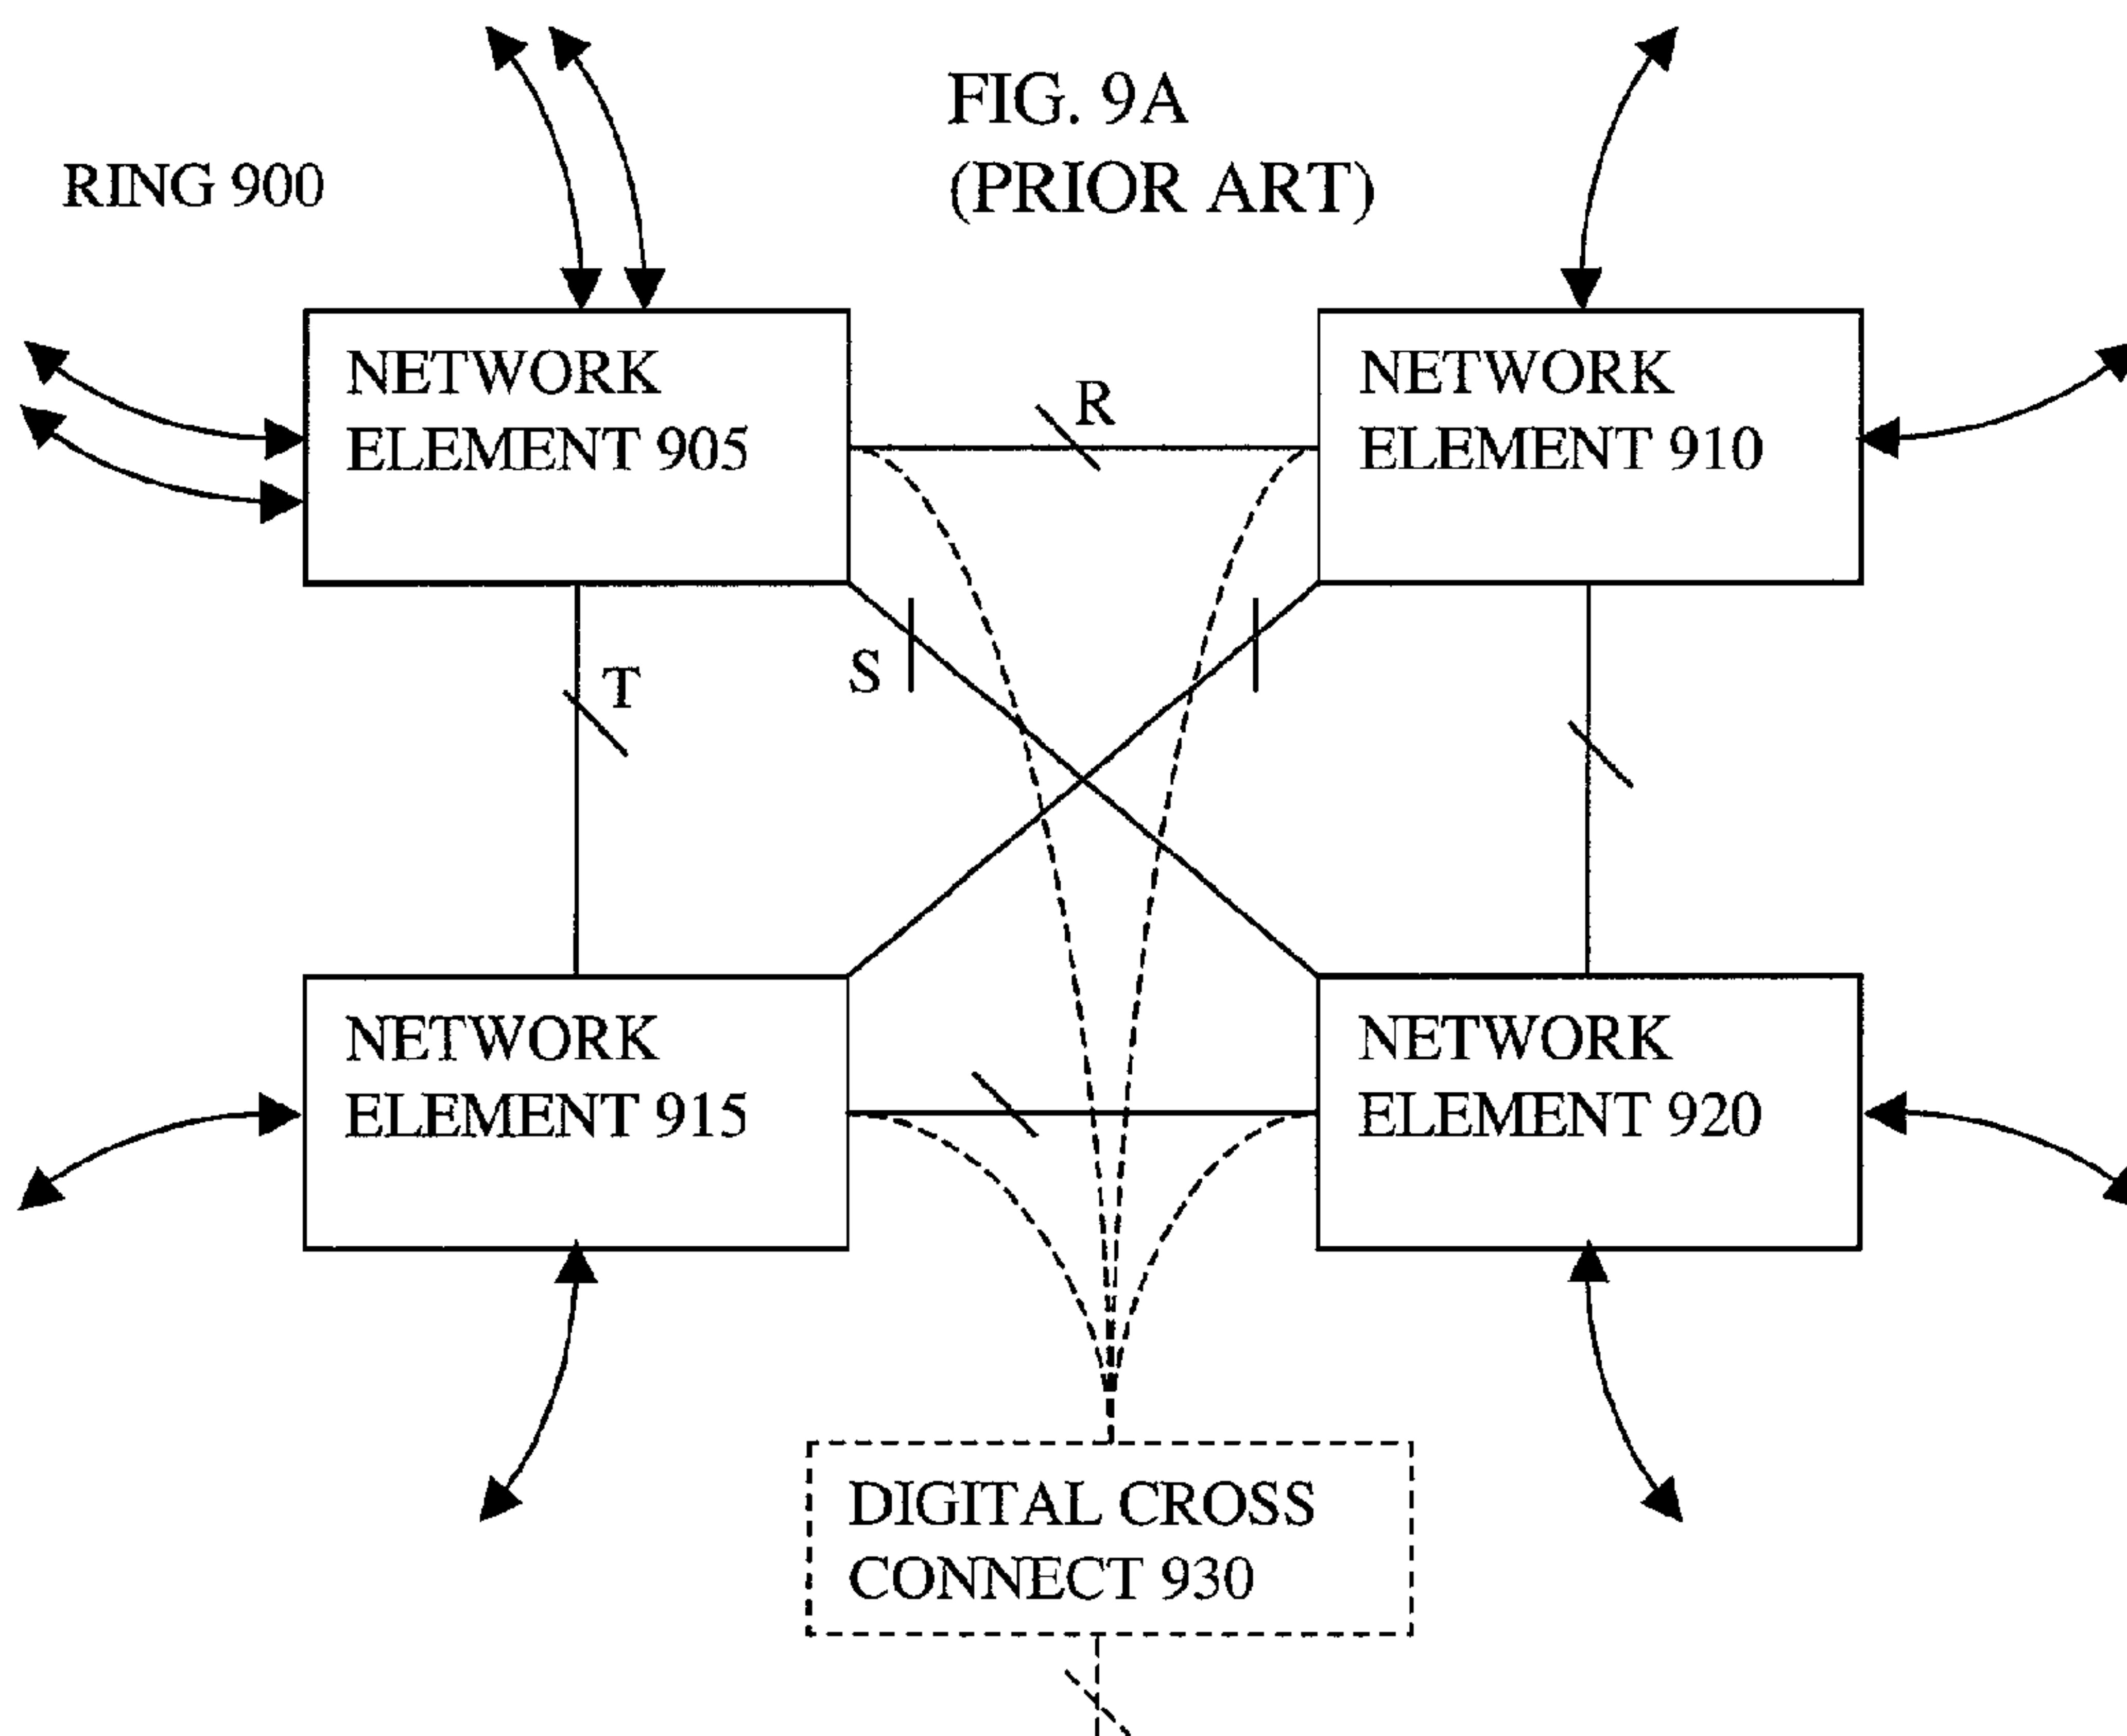 FIG. 9A
(PRIOR ART)
RING 900
NETWORK
ELEMENT 905
R
NETWORK
ELEMENT 910
S
T
NETWORK
ELEMENT 915
NETWORK
ELEMENT 920
DIGITAL CROSS
CONNECT 930